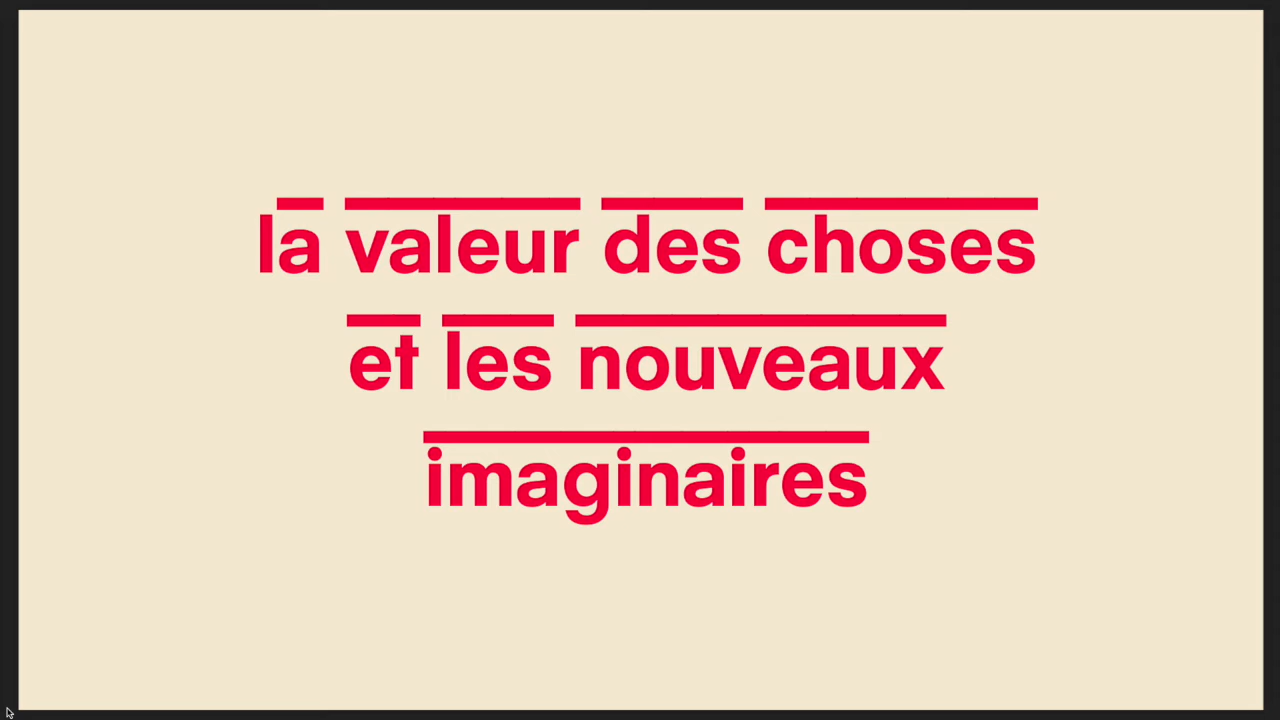 la valeur des choses
et les nouveaux
imaginaires